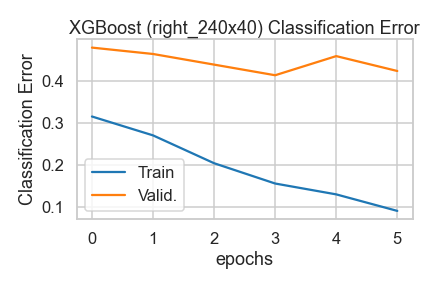 XGBoost (right_240x40) Classification Error
Classification Error
0.4
0.3
0.2
0.1
Train
Valid.
0 1 2 3 4 5
epochs